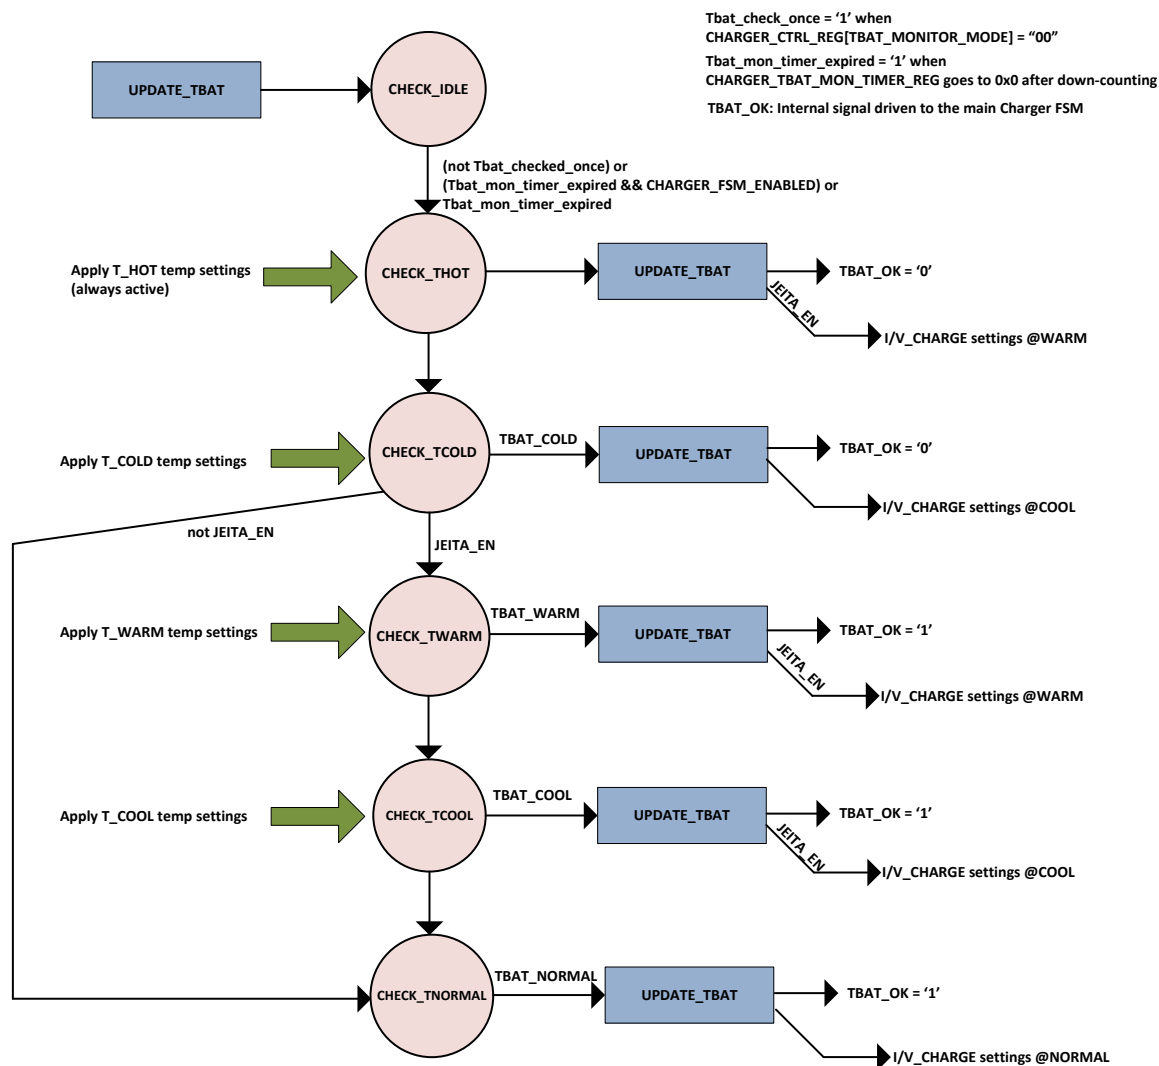 Tbat_check_once = ‘1’ when
CHARGER_CTRL_REG[TBAT_MONITOR_MODE] = “00”
Tbat_mon_timer_expired = ‘1’ when
CHARGER_TBAT_MON_TIMER_REG goes to 0x0 after down-counting
TBAT_OK: Internal signal driven to the main Charger FSM
UPDATE_TBAT
CHECK_IDLE
(not Tbat_checked_once) or
(Tbat_mon_timer_expired && CHARGER_FSM_ENABLED) or
Tbat_mon_timer_expired
Apply T_HOT temp settings
(always active)
CHECK_THOT
UPDATE_TBAT
TBAT_OK = ‘0’
JEITA_EN
I/V_CHARGE settings @WARM
Apply T_COLD temp settings
CHECK_TCOLD
TBAT_COLD
UPDATE_TBAT
TBAT_OK = ‘0’
I/V_CHARGE settings @COOL
not JEITA_EN
JEITA_EN
Apply T_WARM temp settings
CHECK_TWARM
TBAT_WARM
UPDATE_TBAT
TBAT_OK = ‘1’
JEITA_EN
I/V_CHARGE settings @WARM
Apply T_COOL temp settings
CHECK_TCOOL
TBAT_COOL
UPDATE_TBAT
TBAT_OK = ‘1’
JEITA_EN
I/V_CHARGE settings @COOL
CHECK_TNORMAL
TBAT_NORMAL
UPDATE_TBAT
TBAT_OK = ‘1’
I/V_CHARGE settings @NORMAL